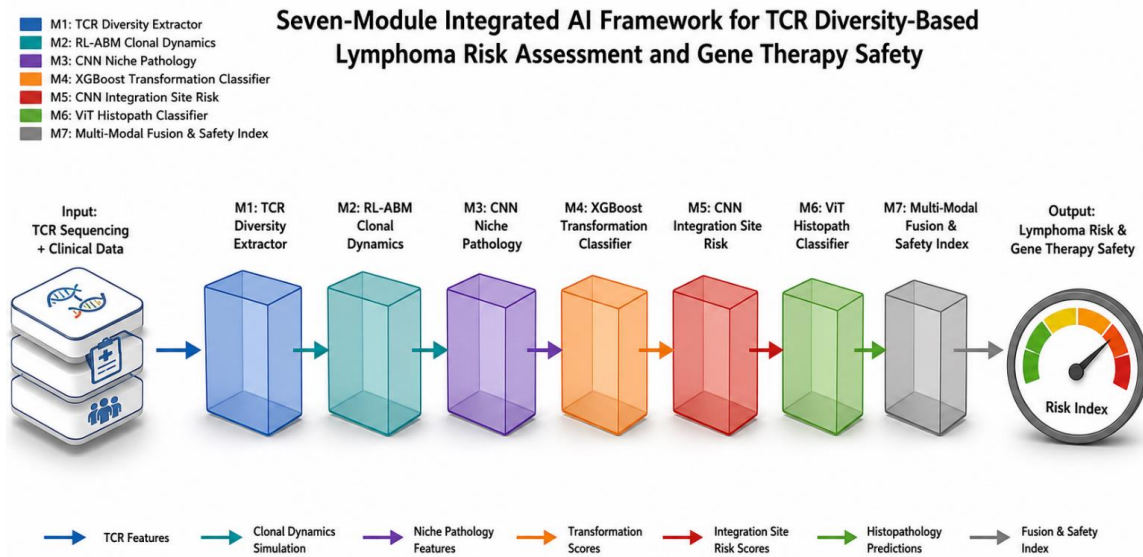 M1: TCR Diversity Extractor
M2: RL-ABM Clonal Dynamics
M3: CNN Niche Pathology
M4: XGBoost Transformation Classifier
M5: CNN Integration Site Risk
M6: ViT Histopath Classifier
M7: Multi-Modal Fusion & Safety Index
Seven-Module Integrated AI Framework for TCR Diversity-Based
Lymphoma Risk Assessment and Gene Therapy Safety
Input:
TCR Sequencing
+ Clinical Data
M1: TCR
Diversity
Extractor
M2: RL-ABM
Clonal
Dynamics
M3: CNN
Niche
Pathology
M4: XGBoost
Transformation
Classifier
M5: CNN
Integration Site
Risk
M6: ViT
Histopath
Classifier
M7: Multi-Modal
Fusion &
Safety Index
Output:
Lymphoma Risk &
Gene Therapy Safety
Risk Index
TCR Features
Clonal Dynamics
Simulation
Niche Pathology
Features
Transformation
Scores
Integration Site
Risk Scores
Histopathology
Predictions
Fusion & Safety
Index